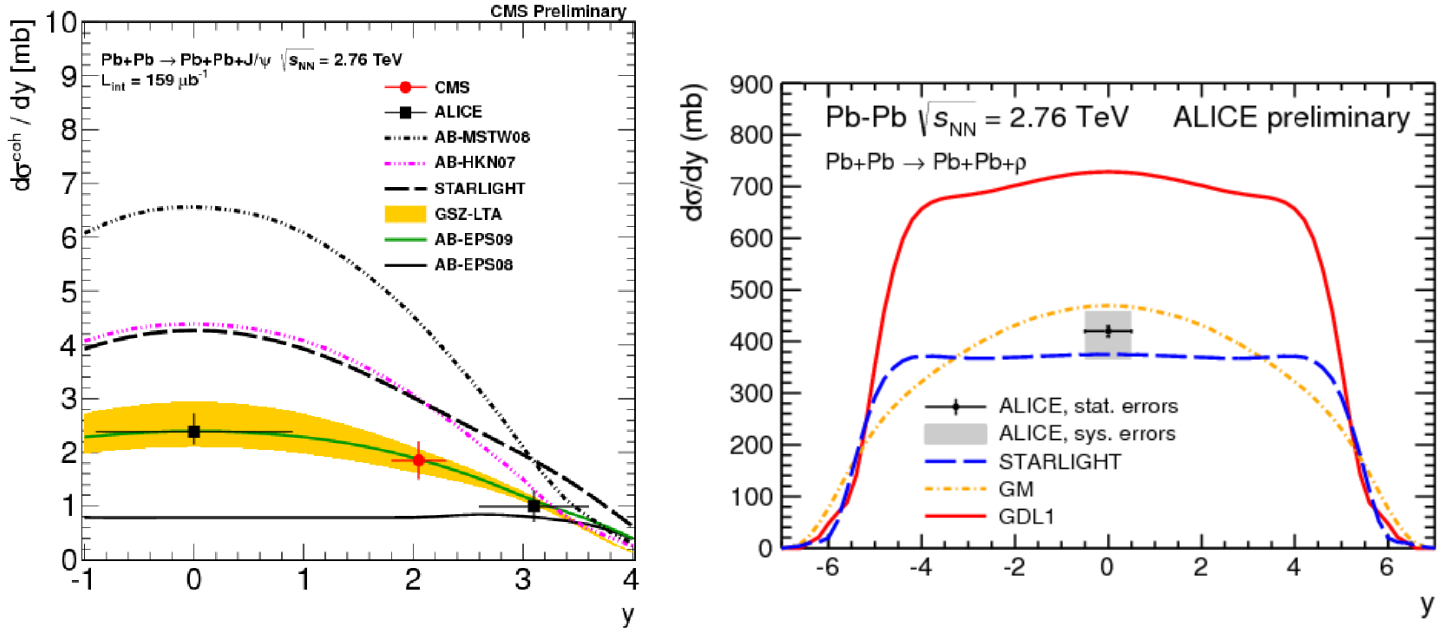 CMS Preliminary
dσ^coh / dy [mb]
Pb+Pb → Pb+Pb+J/ψ √s_NN = 2.76 TeV
L_int = 159 μb^-1
CMS
ALICE
AB-MSTW08
AB-HKN07
STARLIGHT
GSZ-LTA
AB-EPS09
AB-EPS08
10
9
8
7
6
5
4
3
2
1
0
-1 0 1 2 3 4
y
dσ/dy (mb)
Pb-Pb √s_NN = 2.76 TeV ALICE preliminary
Pb+Pb → Pb+Pb+ρ
900
800
700
600
500
400
300
200
100
0
ALICE, stat. errors
ALICE, sys. errors
STARLIGHT
GM
GDL1
-6 -4 -2 0 2 4 6
y